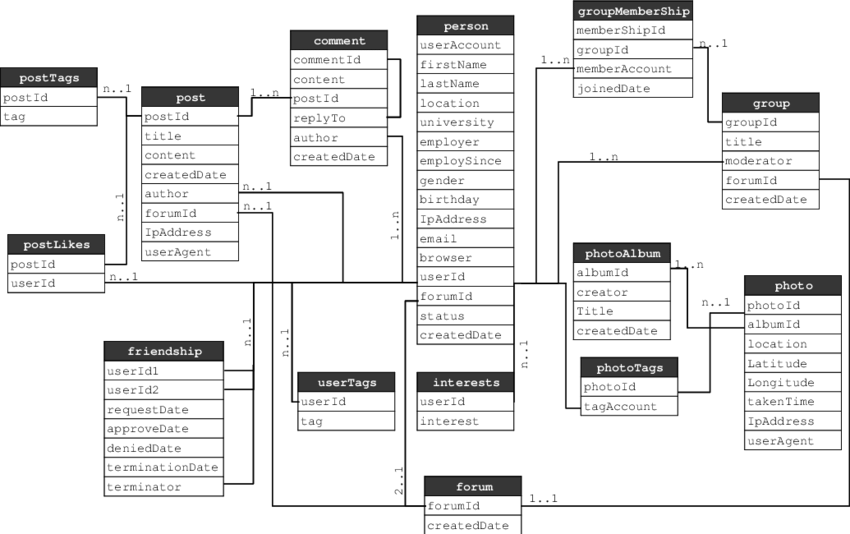 postTags
postId
tag
n..1
post
postId
title
content
createdDate
author
forumId
IpAddress
userAgent
1..n
n..1
n..1
n..1
postLikes
postId
userId
n..1
comment
commentId
content
postId
replyTo
author
createdDate
1..n
person
userAccount
firstName
lastName
location
university
employer
employSince
gender
birthday
IpAddress
email
browser
userId
forumId
status
createdDate
groupMemberShip
memberShipId
groupId
memberAccount
joinedDate
1..n
n..1
group
groupId
title
moderator
forumId
createdDate
1..n
photoAlbum
albumId
creator
Title
createdDate
1..n
photo
photoId
albumId
location
Latitude
Longitude
takenTime
IpAddress
userAgent
n..1
photoTags
photoId
tagAccount
friendship
userId1
userId2
requestDate
approveDate
deniedDate
terminationDate
terminator
n..1
n..1
userTags
userId
tag
interests
userId
interest
n..1
2..1
forum
forumId
createdDate
1..1